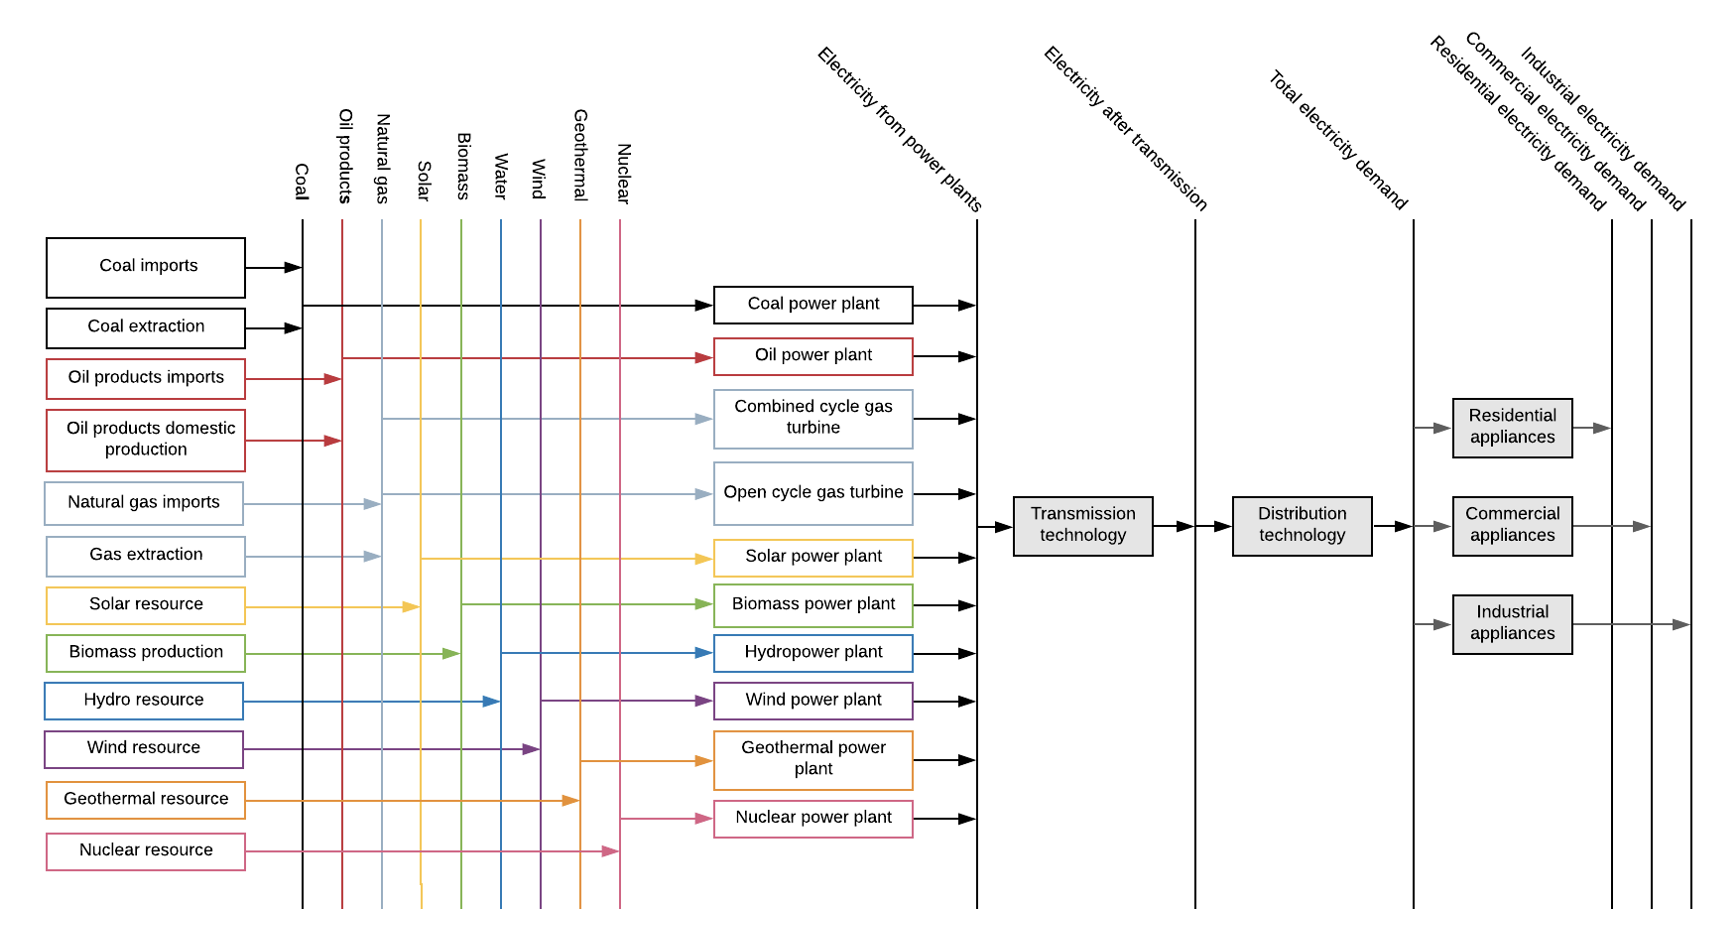 Coal
Oil products
Natural gas
Solar
Biomass
Water
Wind
Geothermal
Nuclear
Electricity from power plants
Electricity after transmission
Total electricity demand
Residential electricity demand
Commercial electricity demand
Industrial electricity demand
Coal imports
Coal extraction
Oil products imports
Oil products domestic
production
Natural gas imports
Gas extraction
Solar resource
Biomass production
Hydro resource
Wind resource
Geothermal resource
Nuclear resource
Coal power plant
Oil power plant
Combined cycle gas
turbine
Open cycle gas turbine
Solar power plant
Biomass power plant
Hydropower plant
Wind power plant
Geothermal power
plant
Nuclear power plant
Transmission
technology
Distribution
technology
Residential
appliances
Commercial
appliances
Industrial
appliances